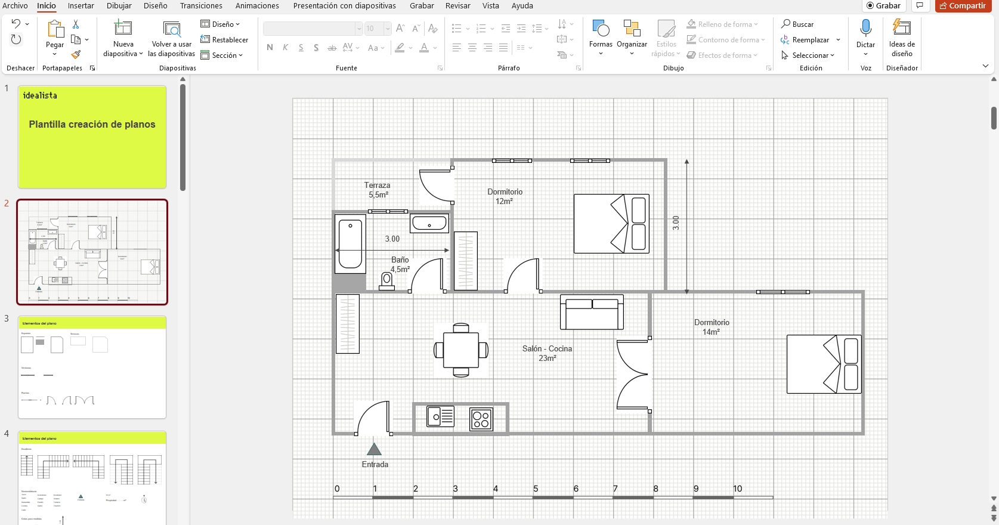 Archivo Inicio Insertar Dibujar Diseño Transiciones Animaciones Presentación con diapositivas Grabar Revisar Vista Ayuda Grabar Compartir
Pegar
Nueva diapositiva
Volver a usar las diapositivas
Diseño
Restablecer
Sección
10
N K S S ab AV Aa A
Relleno de forma
Contorno de forma
Efectos de forma
Formas
Organizar
Estilos rápidos
Buscar
Reemplazar
Seleccionar
Dictar
Ideas de diseño
Deshacer Portapapeles Diapositivas Fuente Párrafo Dibujo Edición Voz Diseñador
1
idealista
Plantilla creación de planos
2
3
Elementos del plano
4
Elementos del plano
Terraza
5,5m²
Dormitorio
12m²
3.00
3.00
Baño
4,5m²
Dormitorio
14m²
Salón - Cocina
23m²
Entrada
0 1 2 3 4 5 6 7 8 9 10